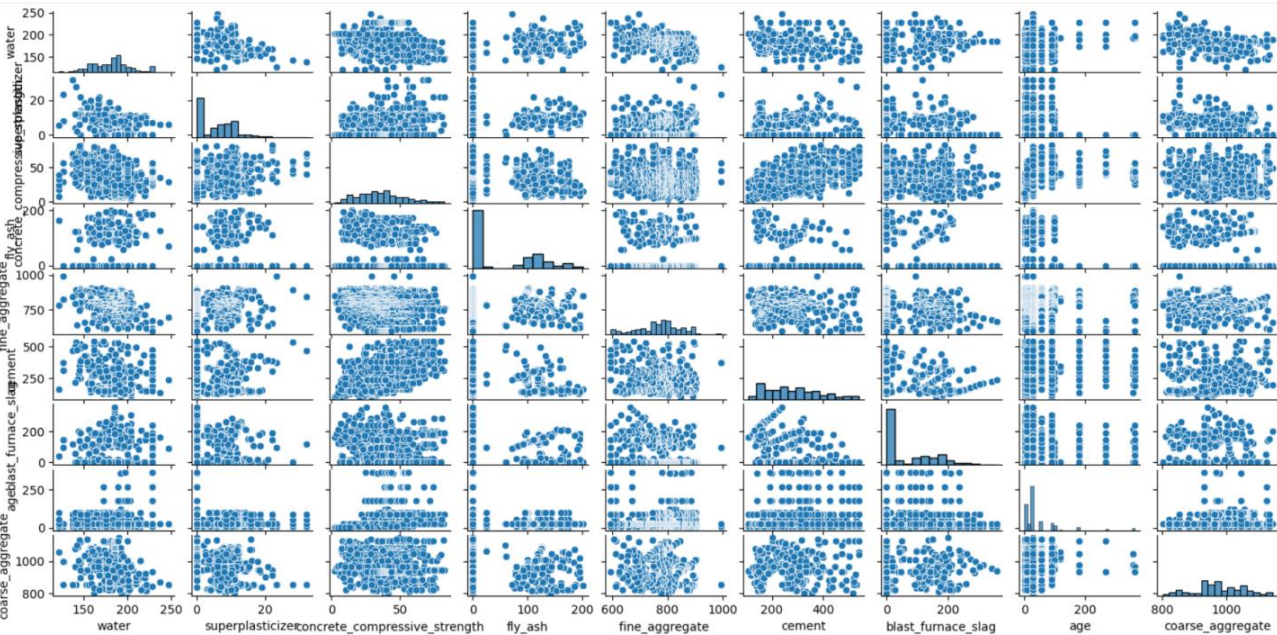 250
200
150
water
20
0
superplasticizer
50
0
concrete_compressive_strength
200
0
fly_ash
1000
750
fine_aggregate
500
250
cement
200
0
blast_furnace_slag
250
0
age
1000
800
coarse_aggregate
150 200 250 0 20 0 50 0 100 200 600 800 1000 200 400 0 200 0 200 800 1000
water superplasticizer concrete_compressive_strength fly_ash fine_aggregate cement blast_furnace_slag age coarse_aggregate